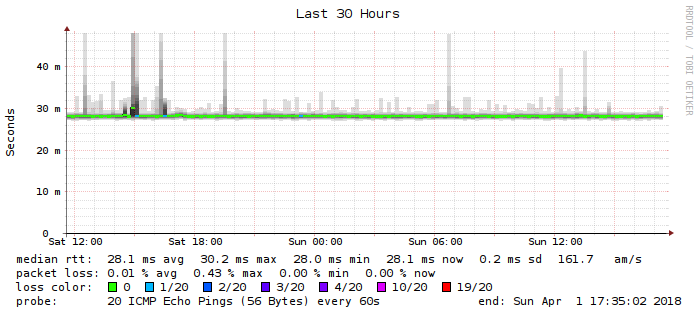 Last 30 Hours
RRDTOOL / TOBI OETIKER
Seconds
40 m
30 m
20 m
10 m
0
Sat 12:00 Sat 18:00 Sun 00:00 Sun 06:00 Sun 12:00
median rtt: 28.1 ms avg 30.2 ms max 28.0 ms min 28.1 ms now 0.2 ms sd 161.7 am/s
packet loss: 0.01 % avg 0.43 % max 0.00 % min 0.00 % now
loss color: 0 1/20 2/20 3/20 4/20 10/20 19/20
probe: 20 ICMP Echo Pings (56 Bytes) every 60s end: Sun Apr 1 17:35:02 2018